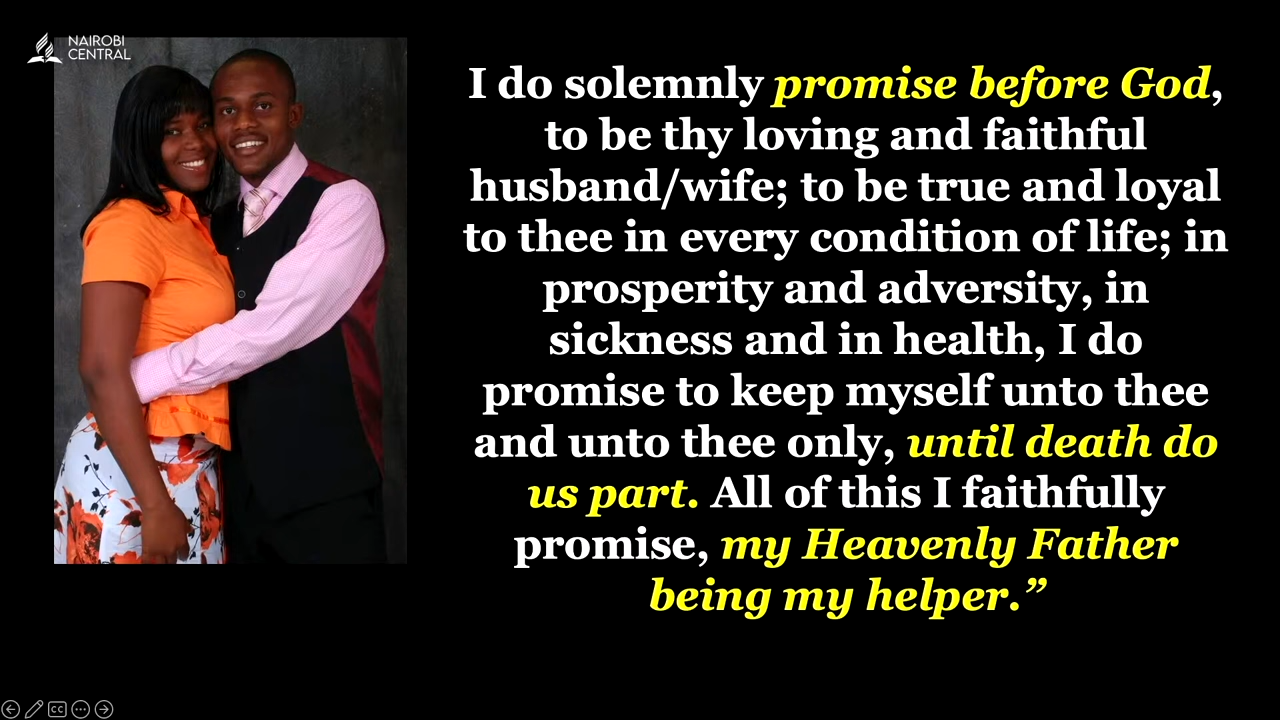 NAIROBI
CENTRAL
I do solemnly promise before God,
to be thy loving and faithful
husband/wife; to be true and loyal
to thee in every condition of life; in
prosperity and adversity, in
sickness and in health, I do
promise to keep myself unto thee
and unto thee only, until death do
us part. All of this I faithfully
promise, my Heavenly Father
being my helper.”
CC